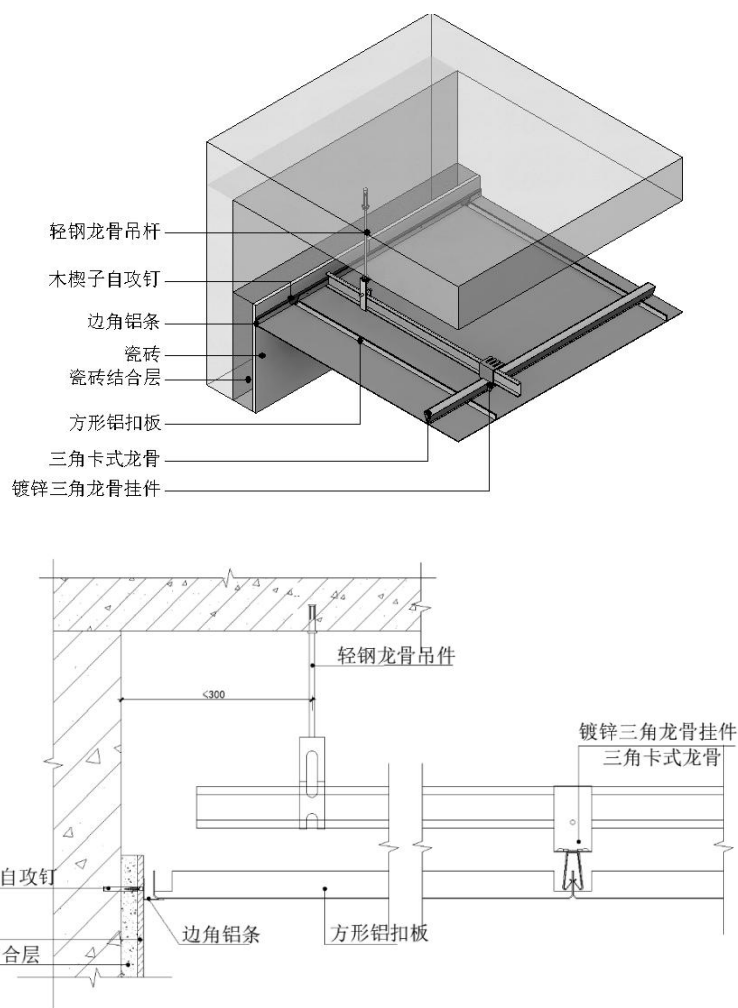 轻钢龙骨吊杆
木楔子自攻钉
边角铝条
瓷砖
瓷砖结合层
方形铝扣板
三角卡式龙骨
镀锌三角龙骨挂件
轻钢龙骨吊件
<300
镀锌三角龙骨挂件
三角卡式龙骨
自攻钉
边角铝条
方形铝扣板
合层